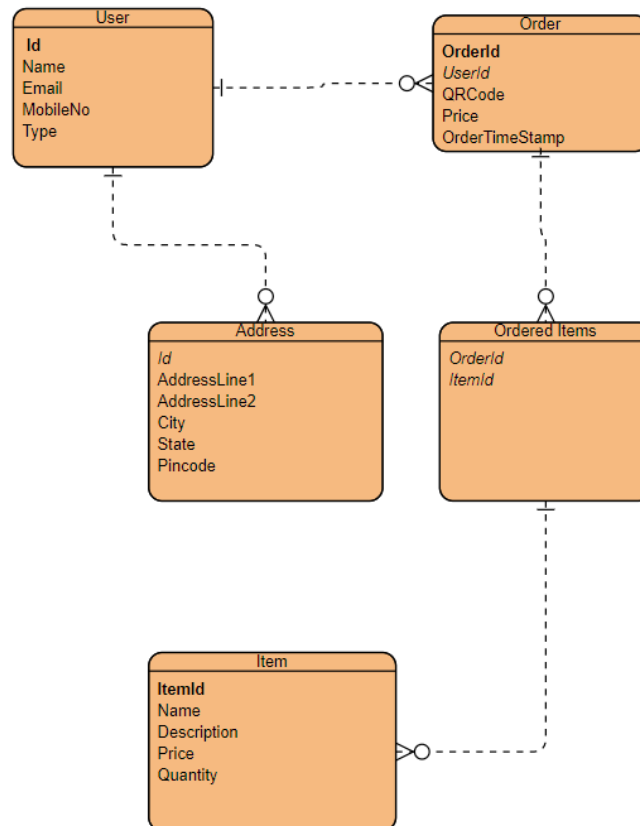 User
Id
Name
Email
MobileNo
Type
Order
OrderId
UserId
QRCode
Price
OrderTimeStamp
Address
Id
AddressLine1
AddressLine2
City
State
Pincode
Ordered Items
OrderId
ItemId
Item
ItemId
Name
Description
Price
Quantity